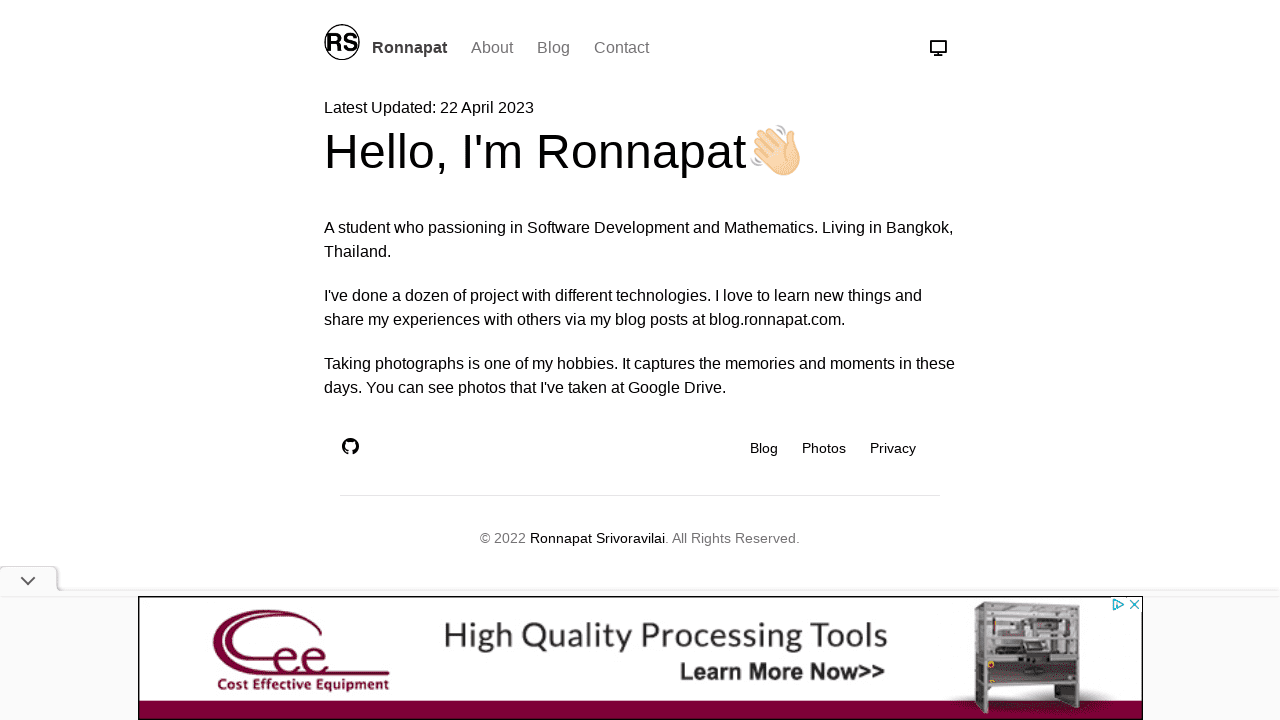 RS Ronnapat About Blog Contact
Latest Updated: 22 April 2023
Hello, I'm Ronnapat👋🏻
A student who passioning in Software Development and Mathematics. Living in Bangkok,
Thailand.
I've done a dozen of project with different technologies. I love to learn new things and
share my experiences with others via my blog posts at blog.ronnapat.com.
Taking photographs is one of my hobbies. It captures the memories and moments in these
days. You can see photos that I've taken at Google Drive.
Blog Photos Privacy
© 2022 Ronnapat Srivoravilai. All Rights Reserved.
Cee
Cost Effective Equipment
High Quality Processing Tools
Learn More Now>>